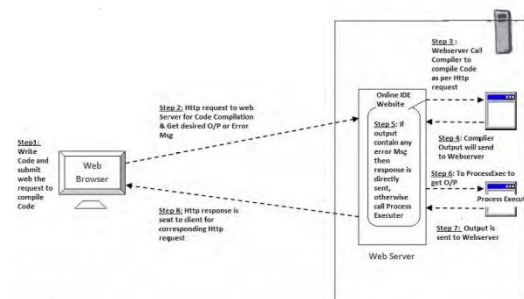 Step 3 :
Webserver Call
Compiler to
compile Code
as per Http
request
Online IDE
Website
Step 2: Http request to web
Server for Code Compilation
& Get desired O/P or Error
Msg
Step 5: If
output
contain any
error Msg
then
response is
directly
sent,
otherwise
call Process
Executer
Step1:
Write
Code and
submit
web the
request to
compile
Code
Web
Browser
Step 4: Compiler
Output will send
to Webserver
Step 6: To ProcessExec to
get O/P
Process Execut
Step 8: Http response is
sent to client for
corresponding Http
request
Step 7: Output is
sent to Webserver
Web Server